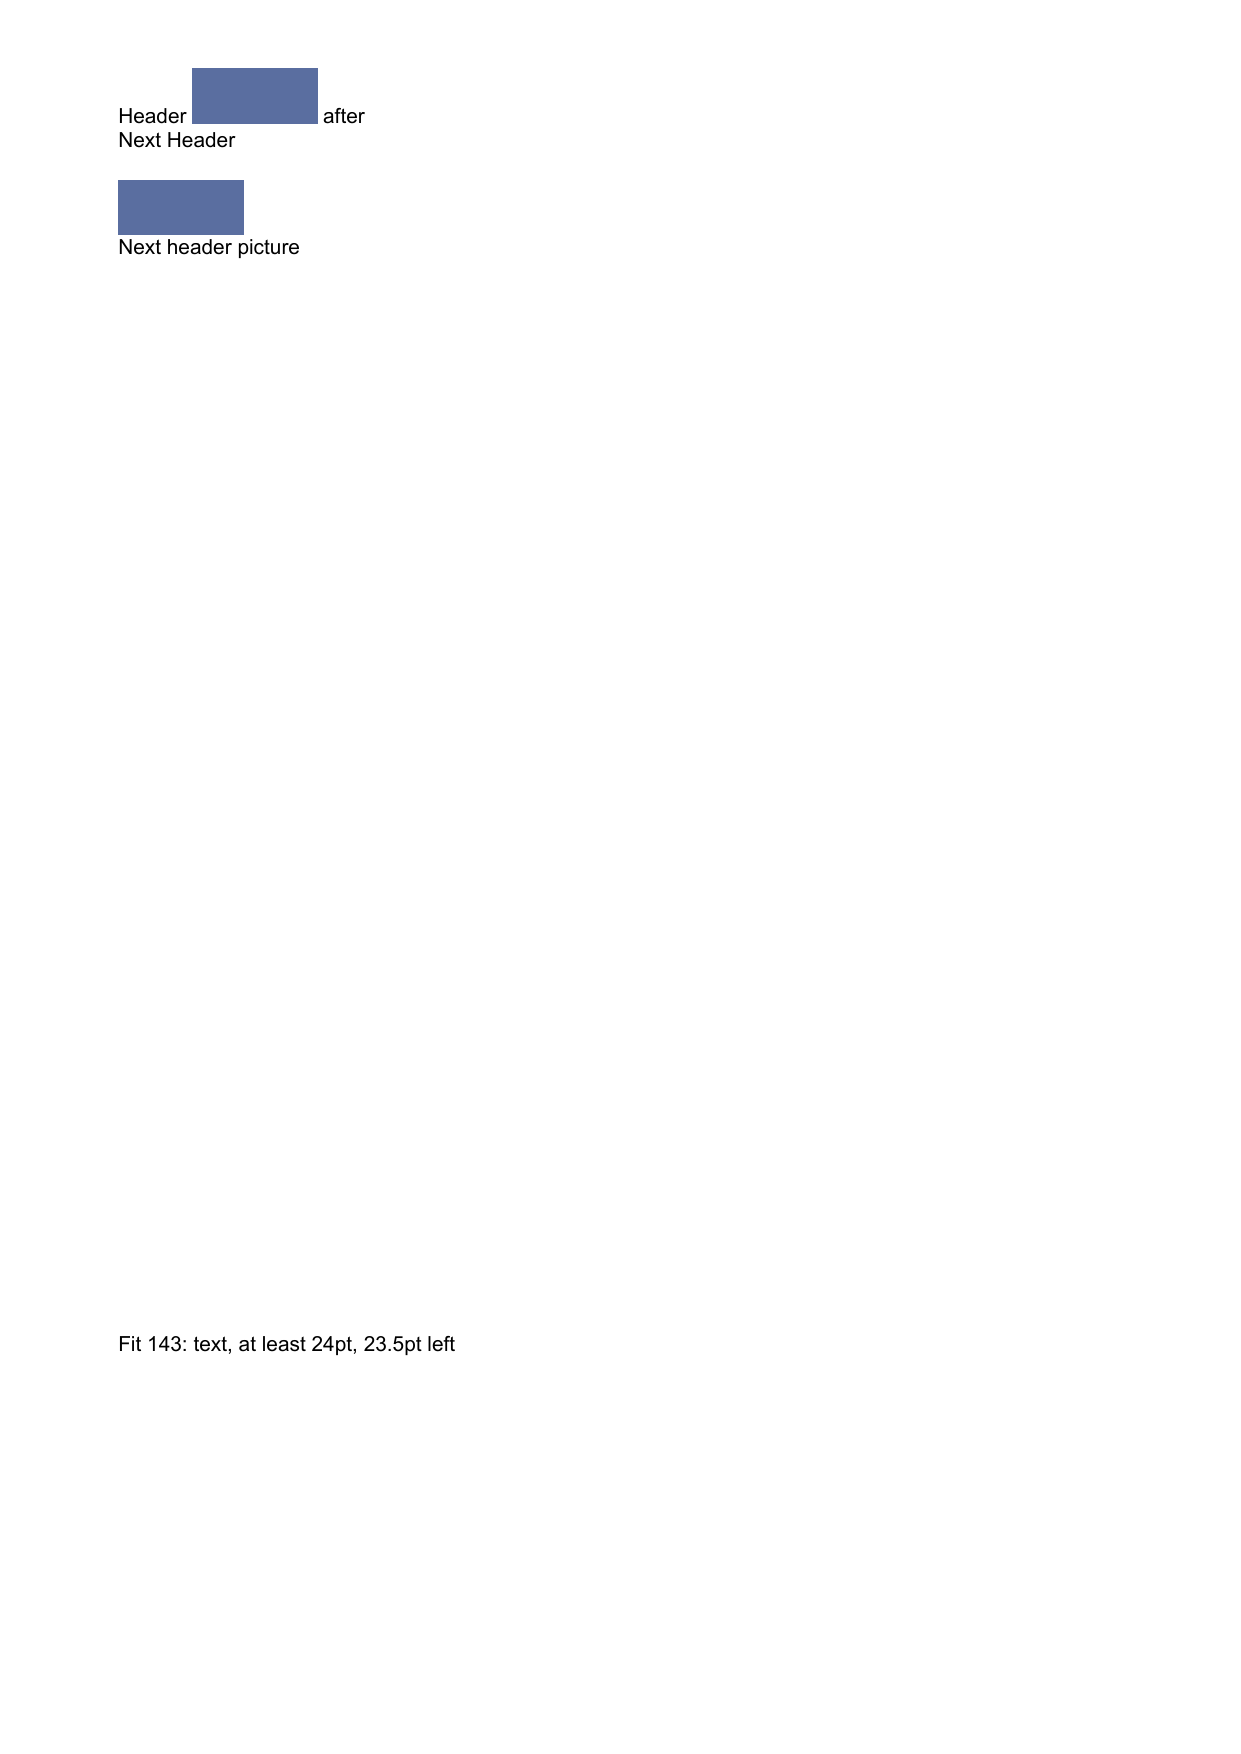 Header after
Next Header
Next header picture
Fit 143: text, at least 24pt, 23.5pt left